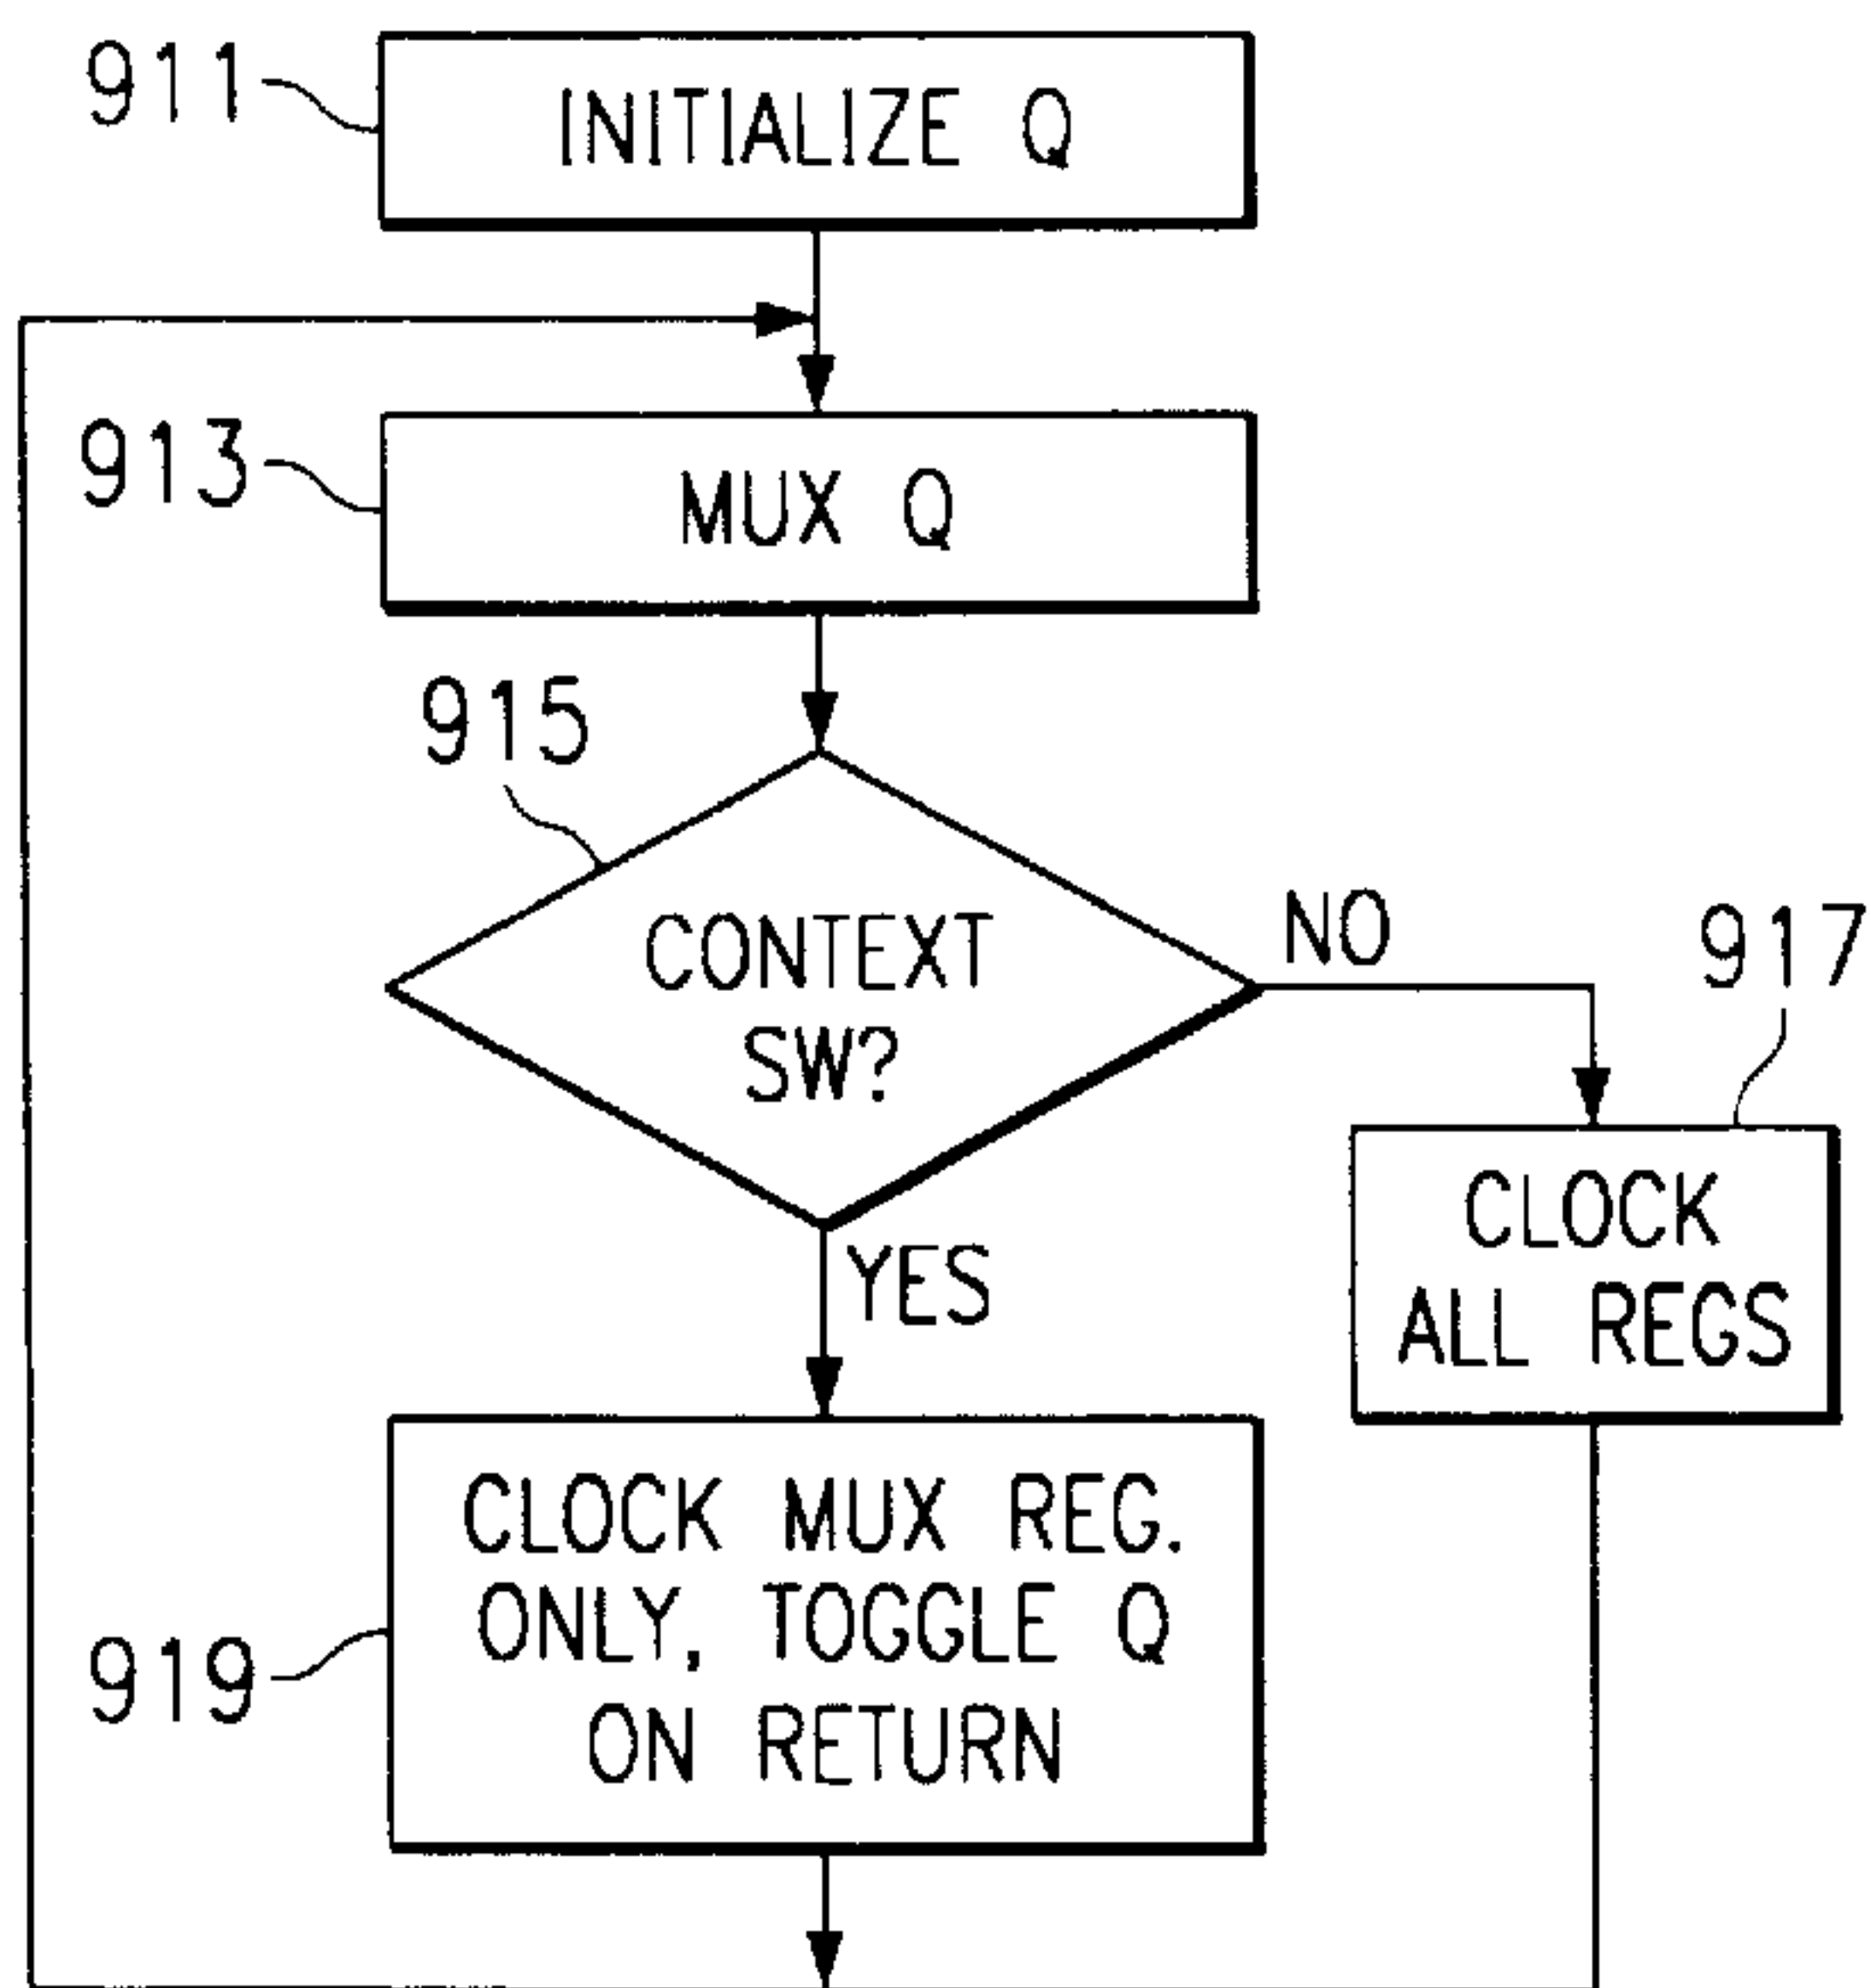 911
INITIALIZE Q
913
MUX Q
915
CONTEXT
SW?
NO
917
YES
CLOCK
ALL REGS
CLOCK MUX REG.
ONLY, TOGGLE Q
ON RETURN
919